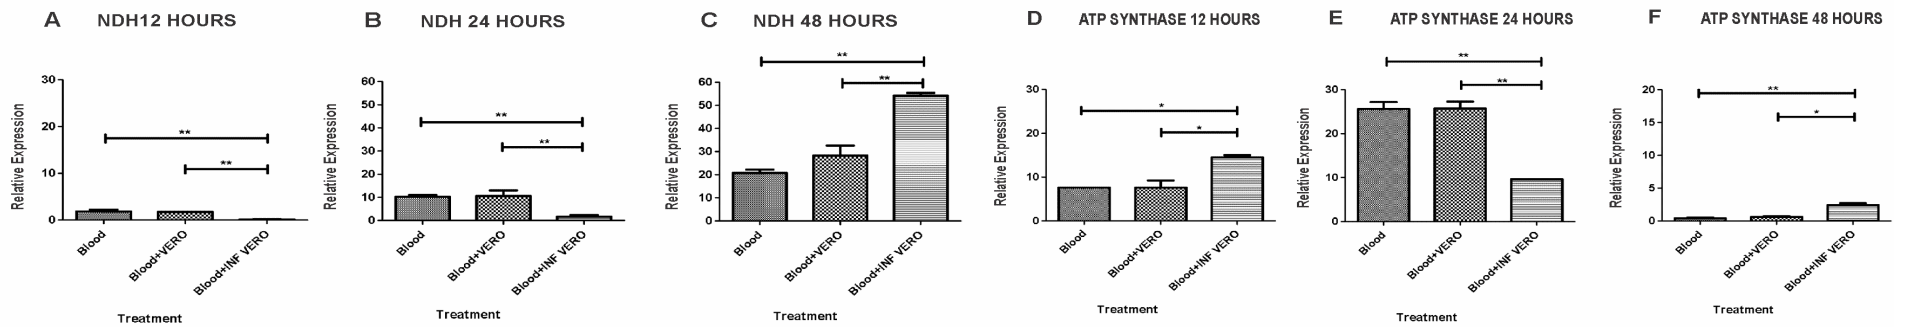 A NDH12 HOURS
30
20
10
0
Relative Expression
**
**
Blood
Blood+VERO
Blood+INF VERO
Treatment
B NDH 24 HOURS
60
50
40
30
20
10
0
Relative Expression
**
**
Blood
Blood+VERO
Blood+INF VERO
Treatment
C NDH 48 HOURS
60
50
40
30
20
10
0
Relative Expression
**
**
Blood
Blood+VERO
Blood+INF VERO
Treatment
D ATP SYNTHASE 12 HOURS
30
20
10
0
Relative Expression
*
*
Blood
Blood+VERO
Blood+INF VERO
Treatment
E ATP SYNTHASE 24 HOURS
30
20
10
0
Relative Expression
**
**
Blood
Blood+VERO
Blood+INF VERO
Treatment
F ATP SYNTHASE 48 HOURS
20
15
10
5
0
Relative Expression
**
*
Blood
Blood+VERO
Blood+INF VERO
Treatment